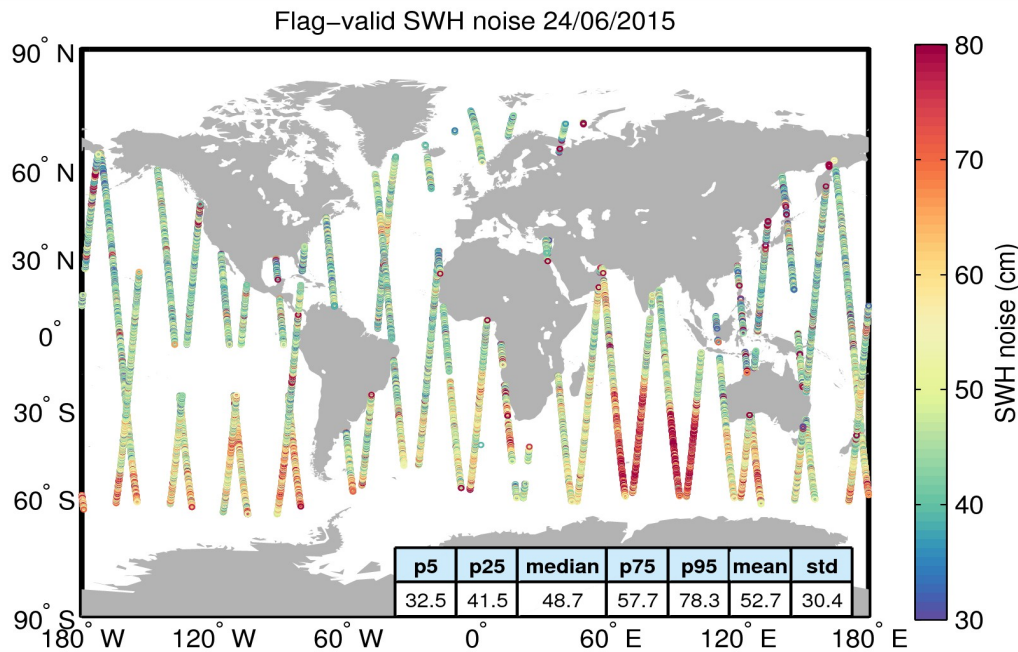 Flag−valid SWH noise 24/06/2015
90° N
60° N
30° N
0°
30° S
60° S
90° S
180° W
120° W
60° W
0°
60° E
120° E
180° E
p5 p25 median p75 p95 mean std
32.5 41.5 48.7 57.7 78.3 52.7 30.4
80
70
60
50
40
30
SWH noise (cm)